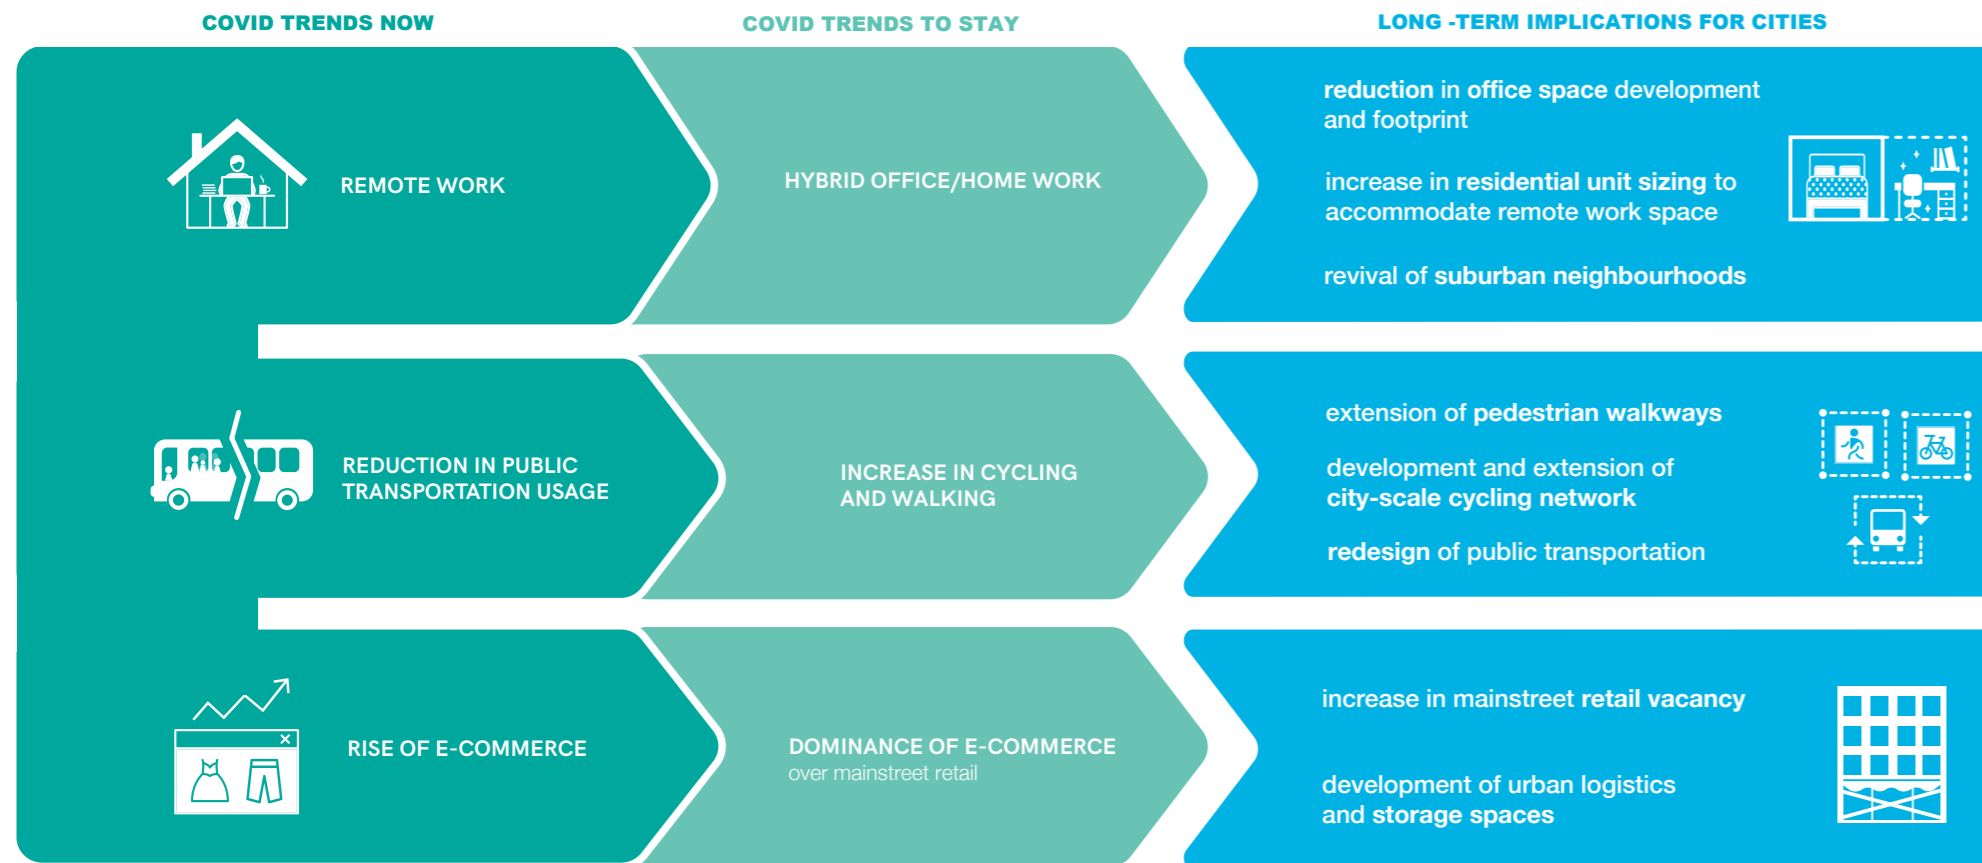 COVID TRENDS NOW
COVID TRENDS TO STAY
LONG -TERM IMPLICATIONS FOR CITIES
REMOTE WORK
HYBRID OFFICE/HOME WORK
reduction in office space development
and footprint
increase in residential unit sizing to
accommodate remote work space
revival of suburban neighbourhoods
REDUCTION IN PUBLIC
TRANSPORTATION USAGE
INCREASE IN CYCLING
AND WALKING
extension of pedestrian walkways
development and extension of
city-scale cycling network
redesign of public transportation
RISE OF E-COMMERCE
DOMINANCE OF E-COMMERCE
over mainstreet retail
increase in mainstreet retail vacancy
development of urban logistics
and storage spaces